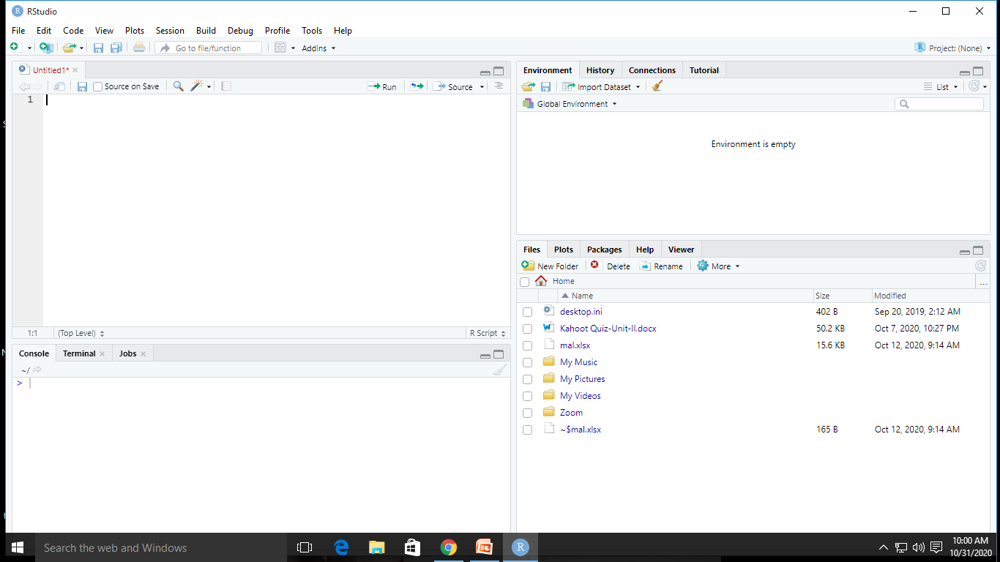 RStudio
File Edit Code View Plots Session Build Debug Profile Tools Help
Go to file/function Addins Project: (None)
Untitled1*
Source on Save Run Source
1
1:1 (Top Level) R Script
Console Terminal Jobs
~/
>
Environment History Connections Tutorial
Import Dataset List
Global Environment
Environment is empty
Files Plots Packages Help Viewer
New Folder Delete Rename More
Home ...
Name Size Modified
desktop.ini 402 B Sep 20, 2019, 2:12 AM
Kahoot Quiz-Unit-II.docx 50.2 KB Oct 7, 2020, 10:27 PM
mal.xlsx 15.6 KB Oct 12, 2020, 9:14 AM
My Music
My Pictures
My Videos
Zoom
~$mal.xlsx 165 B Oct 12, 2020, 9:14 AM
Search the web and Windows
10:00 AM
10/31/2020